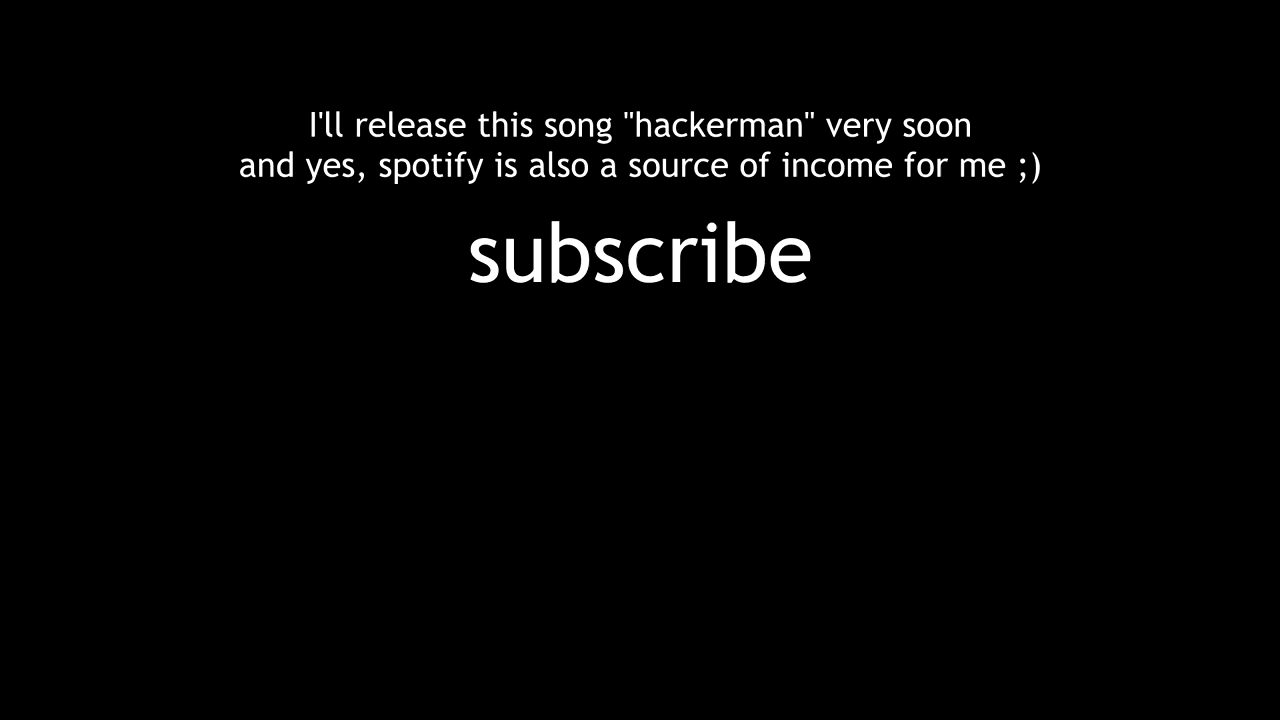 I'll release this song "hackerman" very soon
and yes, spotify is also a source of income for me ;)
subscribe